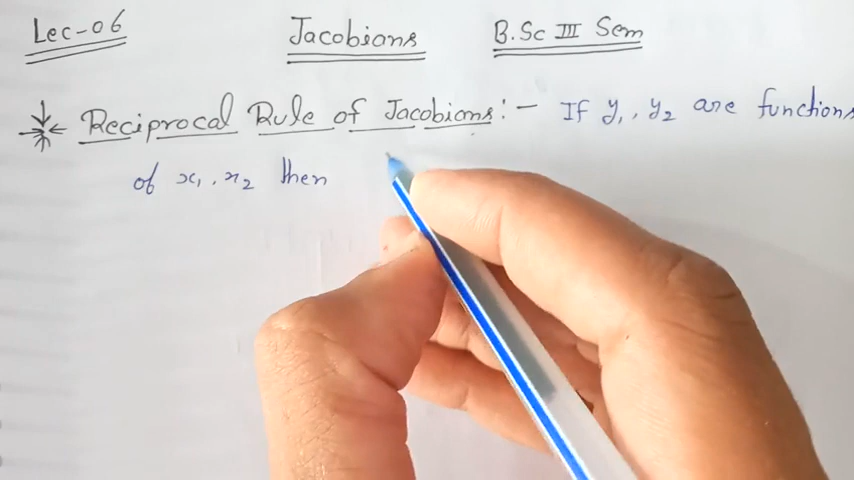 Lec-06 Jacobians B.Sc III Sem
Reciprocal Rule of Jacobians:- If y₁, y₂ are functions
of x₁, x₂ then